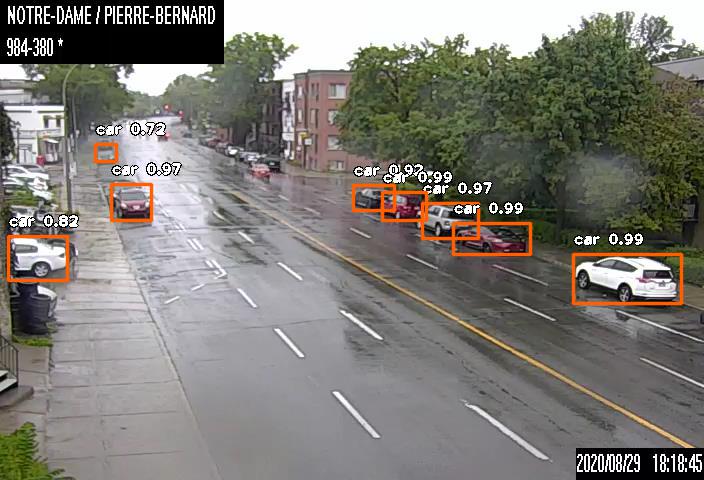 NOTRE-DAME / PIERRE-BERNARD
984-380 *
car 0.72
car 0.97
car 0.92
car 0.99
car 0.97
car 0.99
car 0.82
car 0.99
2020/08/29 18:18:45